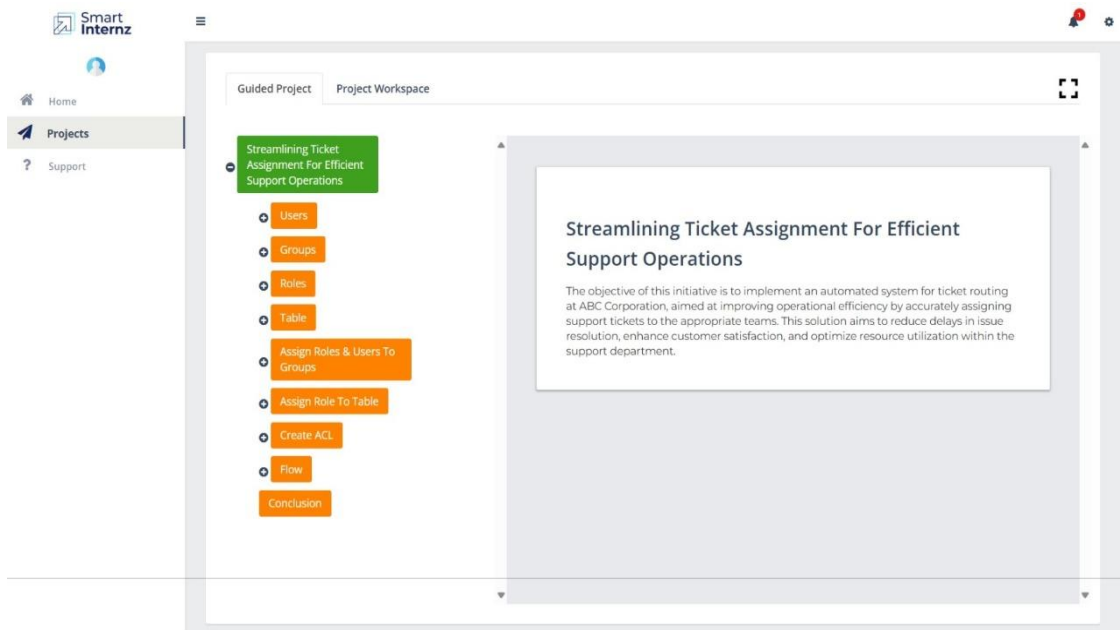 Smart
Internz
1
Home
Projects
Support
Guided Project
Project Workspace
Streamlining Ticket
Assignment For Efficient
Support Operations
Users
Groups
Roles
Table
Assign Roles & Users To
Groups
Assign Role To Table
Create ACL
Flow
Conclusion
Streamlining Ticket Assignment For Efficient
Support Operations
The objective of this initiative is to implement an automated system for ticket routing
at ABC Corporation, aimed at improving operational efficiency by accurately assigning
support tickets to the appropriate teams. This solution aims to reduce delays in issue
resolution, enhance customer satisfaction, and optimize resource utilization within the
support department.